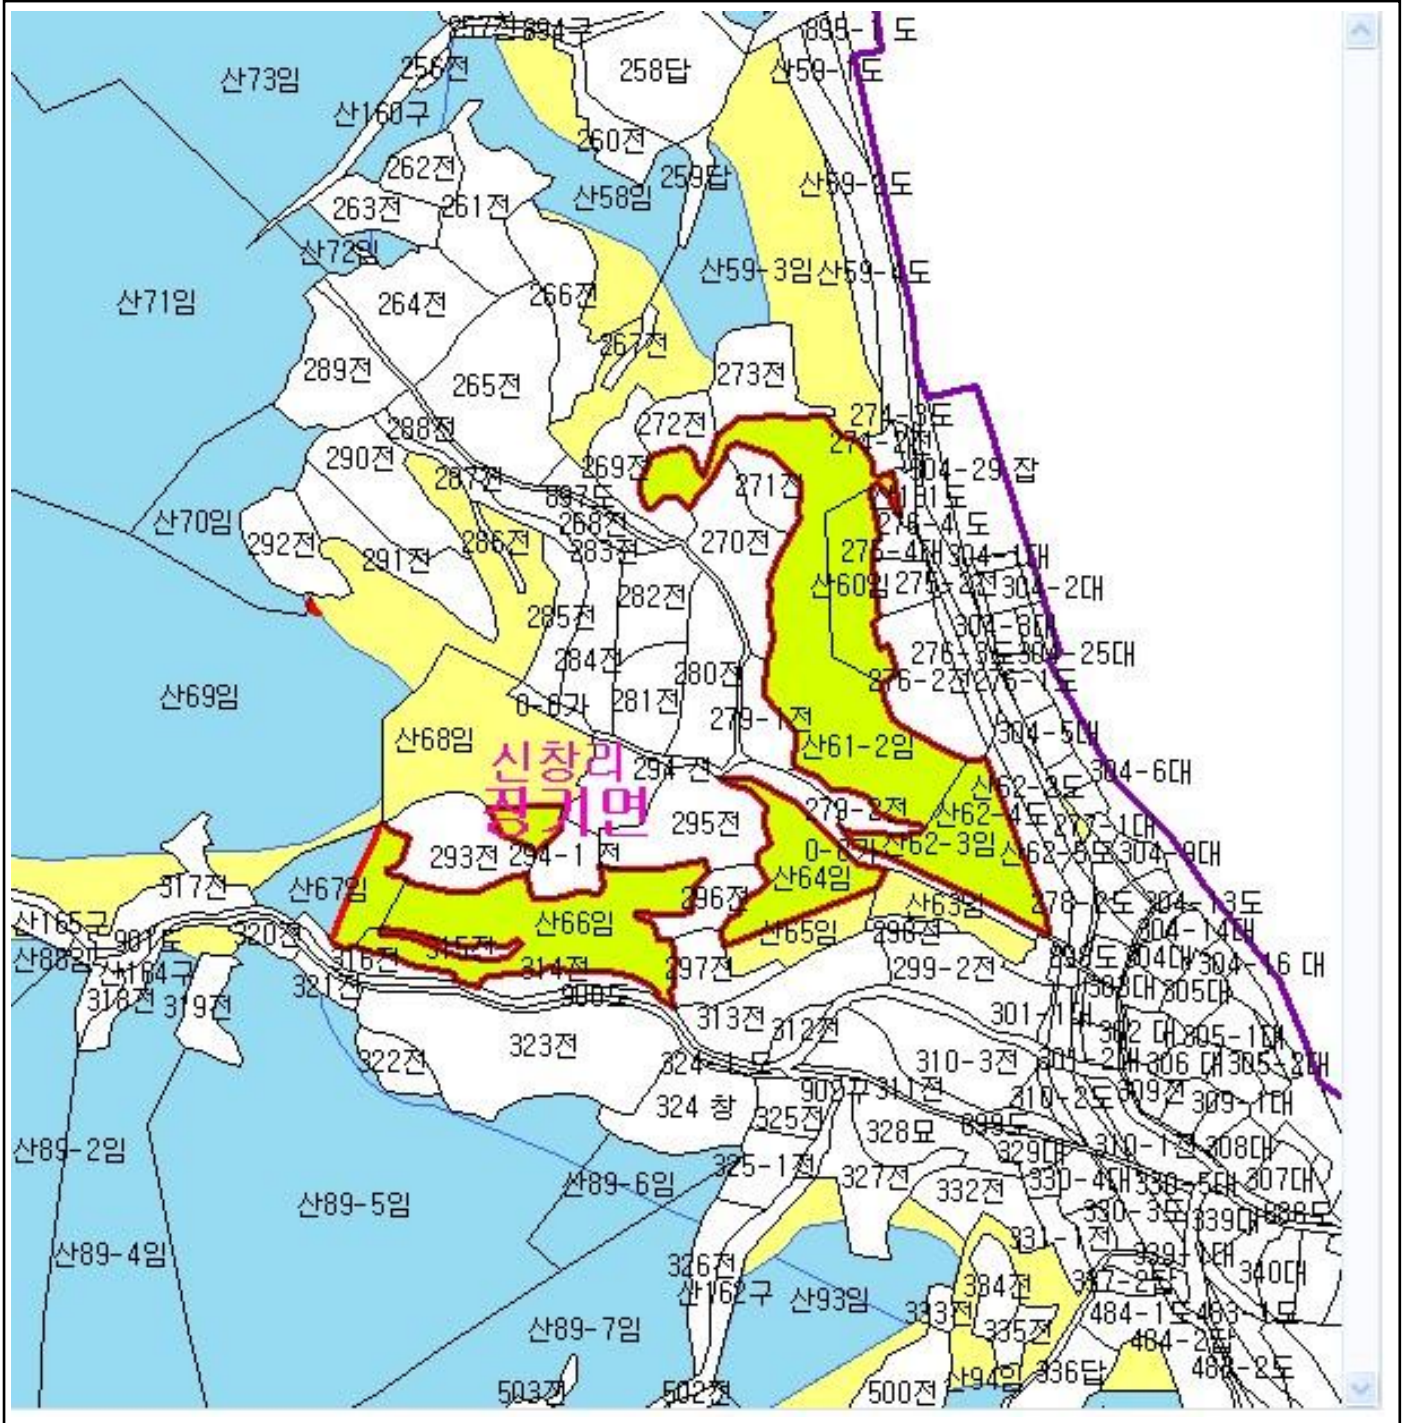 257전 894구
895-1 도
256전
258답
산59-1도
산73임
산160구
260전
262전
259답
산58임
산59-2도
263전
261전
산72임
산59-3임
산59-4도
산71임
264전
266전
267전
289전
265전
273전
272전
274-3도
288전
274-2전
290전
287전
269전
271전
304-29 잡
897도
산70임
268전
276-4 도
292전
291전
286전
283전
270전
275-4대
304-1대
282전
산60임
275-2전
304-2대
285전
304-8대
284전
276-3도
304-25대
산69임
280전
276-2전
276-1도
0-6가
281전
279-1전
산68임
산61-2임
304-5대
신창리
294 전
304-6대
산62-2도
279-2전
산62-4도
295전
277-1대
293전
294-1 전
0-6가
산62-3임
산62-5도
304-9대
317전
산67임
산64임
296전
산63임
278-2도
304-13도
산165구
산66임
산65임
298전
304-14대
901도
320전
316전
315전
898도
304대
304-16 대
산88임
산164구
314전
297전
299-2전
318전
319전
321전
900도
303대
305대
313전
312전
301-1대
302 대
305-1대
323전
322전
324-1 도
310-3전
301-2대
306 대
305-2대
324 창
311전
310-2도
309전
309-1대
325전
328묘
899도
산89-2임
329대
310-1전
308대
325-1전
산89-6임
327전
332전
330-4대
330-5대
307대
산89-5임
330-3도
339대
338도
331-1전
산89-4임
339-1대
326전
334전
337-2답
340대
산162구
산93임
333전
484-1도
483-1도
산89-7임
335전
484-2답
336답
488-2도
503전
502전
500전
산94임